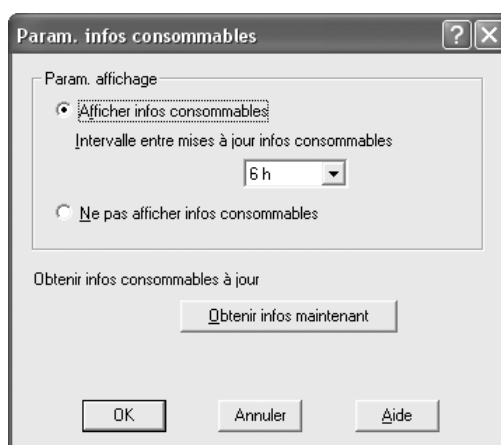 Param. infos consommables
Param. affichage
Afficher infos consommables
Intervalle entre mises à jour infos consommables
6 h
Ne pas afficher infos consommables
Obtenir infos consommables à jour
Obtenir infos maintenant
OK Annuler Aide